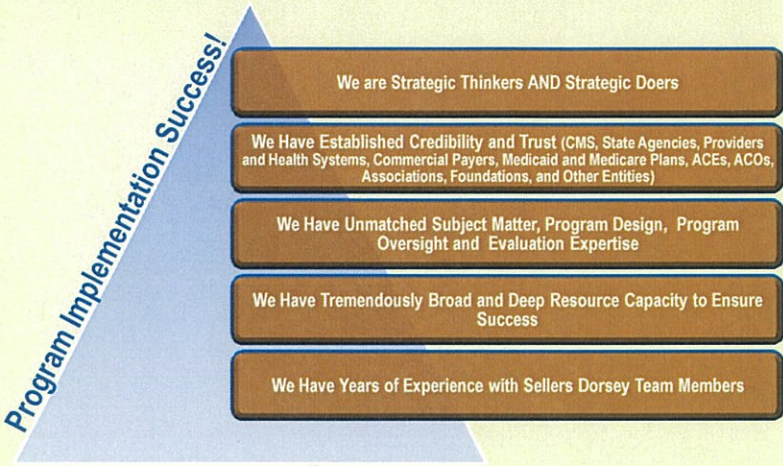 Program Implementation Success!
We are Strategic Thinkers AND Strategic Doers
We Have Established Credibility and Trust (CMS, State Agencies, Providers
and Health Systems, Commercial Payers, Medicaid and Medicare Plans, ACEs, ACOs,
Associations, Foundations, and Other Entities)
We Have Unmatched Subject Matter, Program Design, Program
Oversight and Evaluation Expertise
We Have Tremendously Broad and Deep Resource Capacity to Ensure
Success
We Have Years of Experience with Sellers Dorsey Team Members